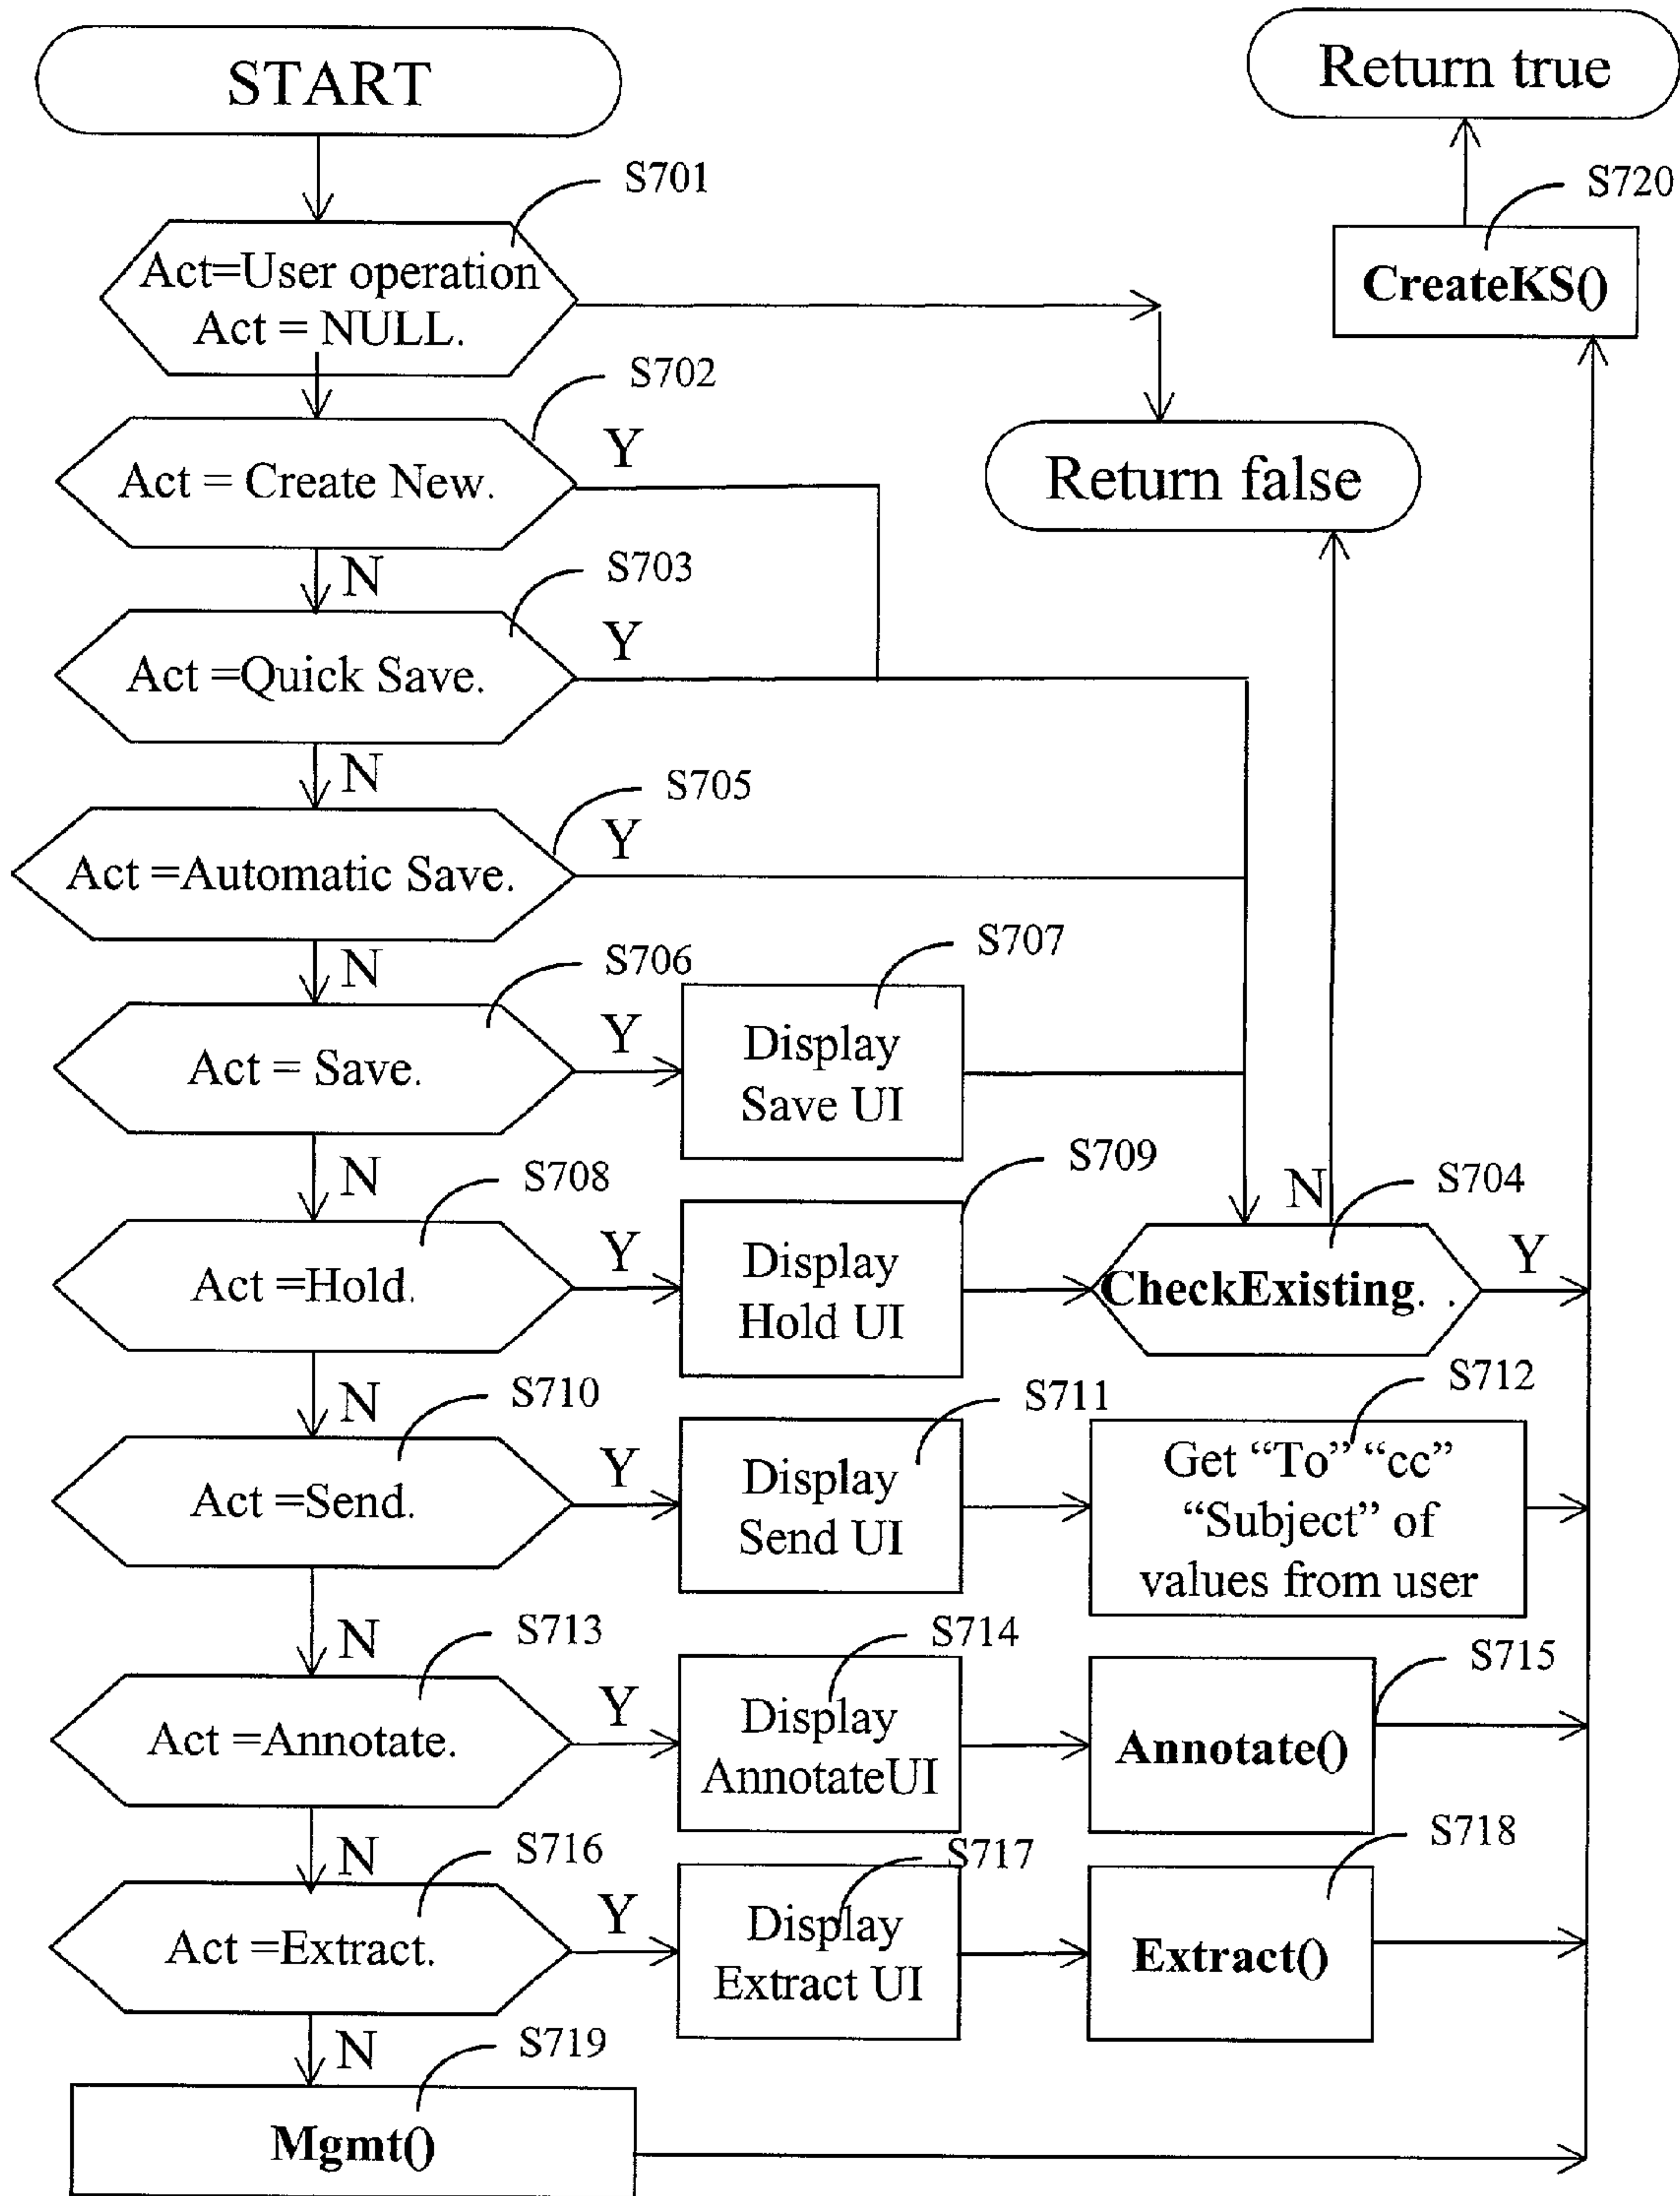 START
Return true
S701
S720
Act=User operation
Act = NULL.
CreateKS()
S702
Act = Create New.
Y
Return false
N
S703
Act =Quick Save.
Y
N
S705
Act =Automatic Save.
Y
N
S706
S707
Act = Save.
Y
Display
Save UI
N
S708
S709
N
S704
Act =Hold.
Y
Display
Hold UI
CheckExisting. .
Y
N
S710
S711
S712
Act =Send.
Y
Display
Send UI
Get “To” “cc”
“Subject” of
values from user
N
S713
S714
S715
Act =Annotate.
Y
Display
AnnotateUI
Annotate()
N
S716
S717
S718
Act =Extract.
Y
Display
Extract UI
Extract()
N
S719
Mgmt()